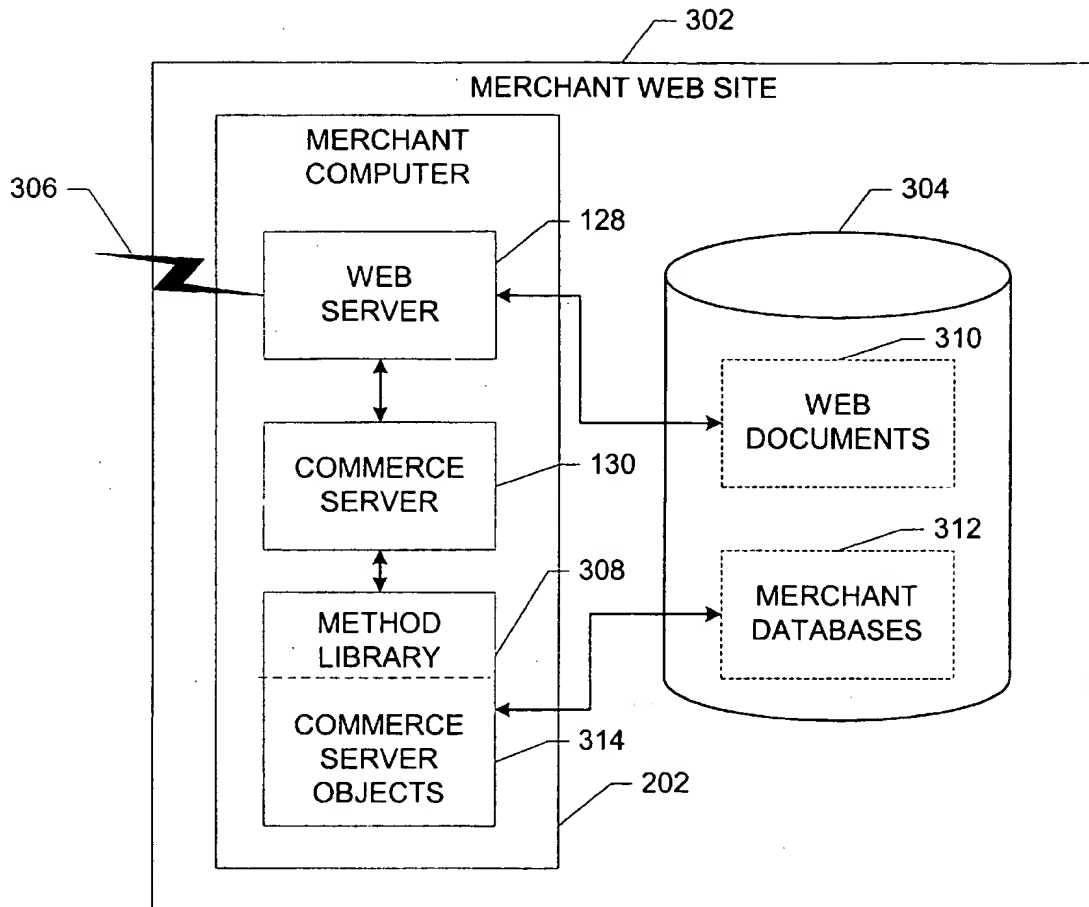 302
MERCHANT WEB SITE
MERCHANT
COMPUTER
306
128
304
WEB
SERVER
310
WEB
DOCUMENTS
COMMERCE
SERVER
130
312
308
METHOD
LIBRARY
MERCHANT
DATABASES
COMMERCE
SERVER
OBJECTS
314
202